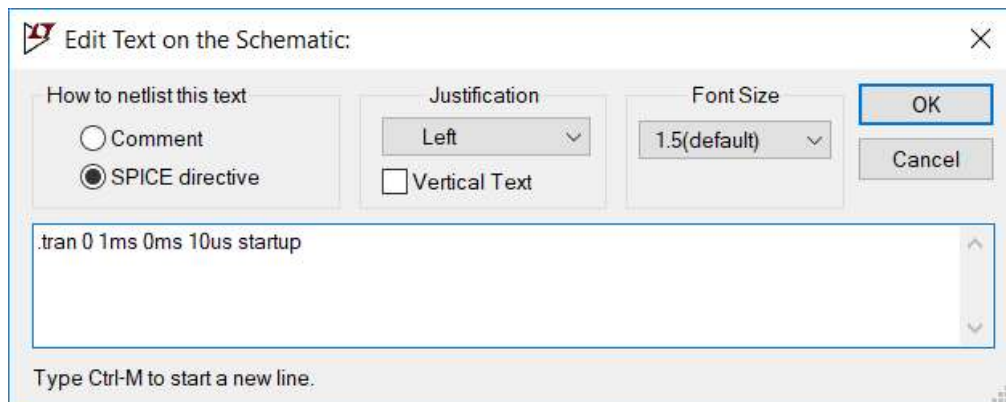 Edit Text on the Schematic:
How to netlist this text
Comment
SPICE directive
Justification
Left
Vertical Text
Font Size
1.5(default)
OK
Cancel
.tran 0 1ms 0ms 10us startup
Type Ctrl-M to start a new line.